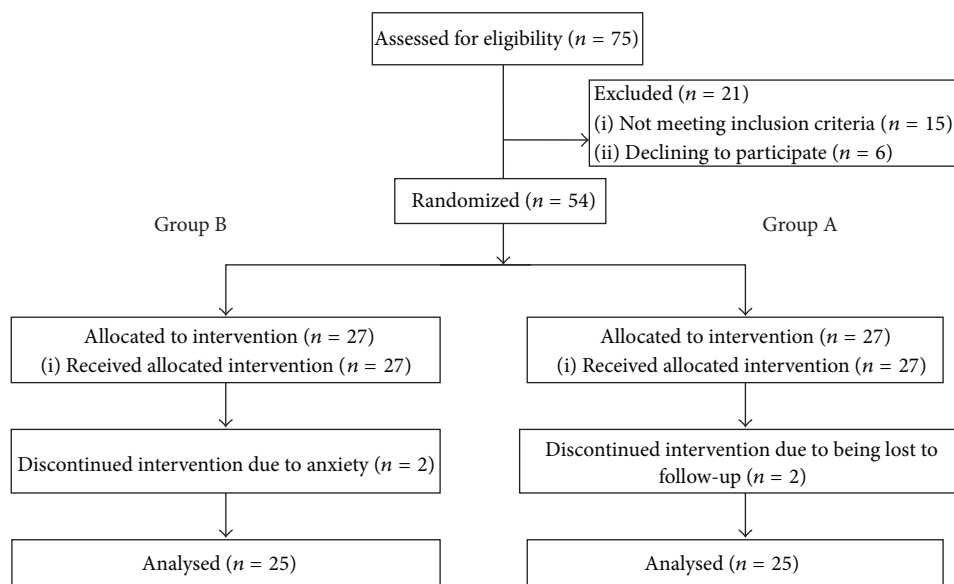 Assessed for eligibility (n = 75)
Excluded (n = 21)
(i) Not meeting inclusion criteria (n = 15)
(ii) Declining to participate (n = 6)
Randomized (n = 54)
Group B
Group A
Allocated to intervention (n = 27)
(i) Received allocated intervention (n = 27)
Allocated to intervention (n = 27)
(i) Received allocated intervention (n = 27)
Discontinued intervention due to anxiety (n = 2)
Discontinued intervention due to being lost to
follow-up (n = 2)
Analysed (n = 25)
Analysed (n = 25)